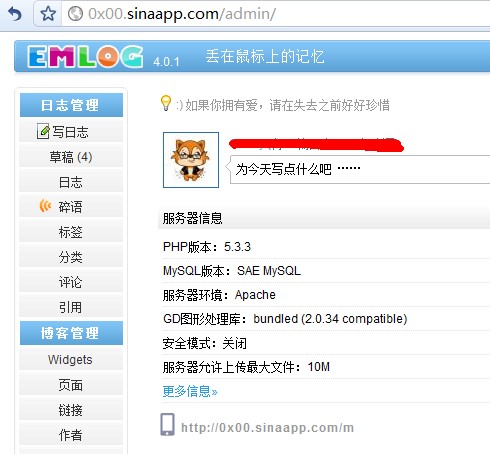 0x00.sinaapp.com/admin/
EMLOG 4.0.1 丢在鼠标上的记忆
日志管理
写日志
草稿 (4)
日志
碎语
标签
分类
评论
引用
博客管理
Widgets
页面
链接
作者
:) 如果你拥有爱，请在失去之前好好珍惜
为今天写点什么吧 ……
服务器信息
PHP版本：5.3.3
MySQL版本：SAE MySQL
服务器环境：Apache
GD图形处理库：bundled (2.0.34 compatible)
安全模式：关闭
服务器允许上传最大文件：10M
更多信息»
http://0x00.sinaapp.com/m